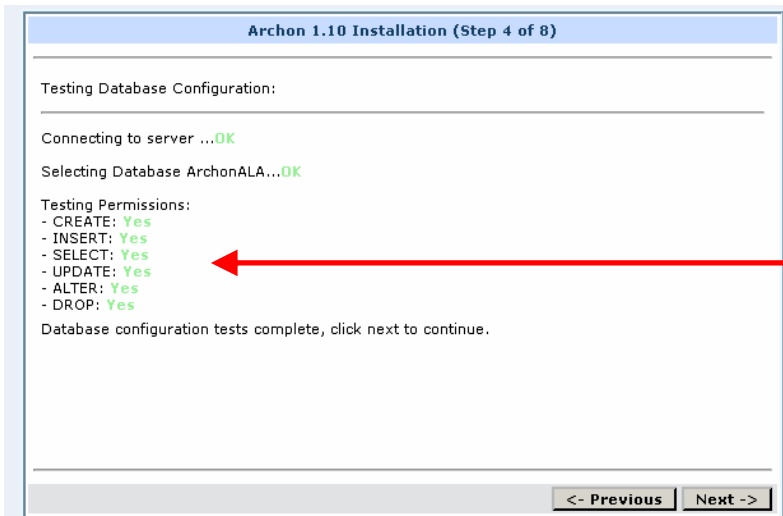 Archon 1.10 Installation (Step 4 of 8)
Testing Database Configuration:
Connecting to server ...OK
Selecting Database ArchonALA...OK
Testing Permissions:
- CREATE: Yes
- INSERT: Yes
- SELECT: Yes
- UPDATE: Yes
- ALTER: Yes
- DROP: Yes
Database configuration tests complete, click next to continue.
<- Previous Next ->